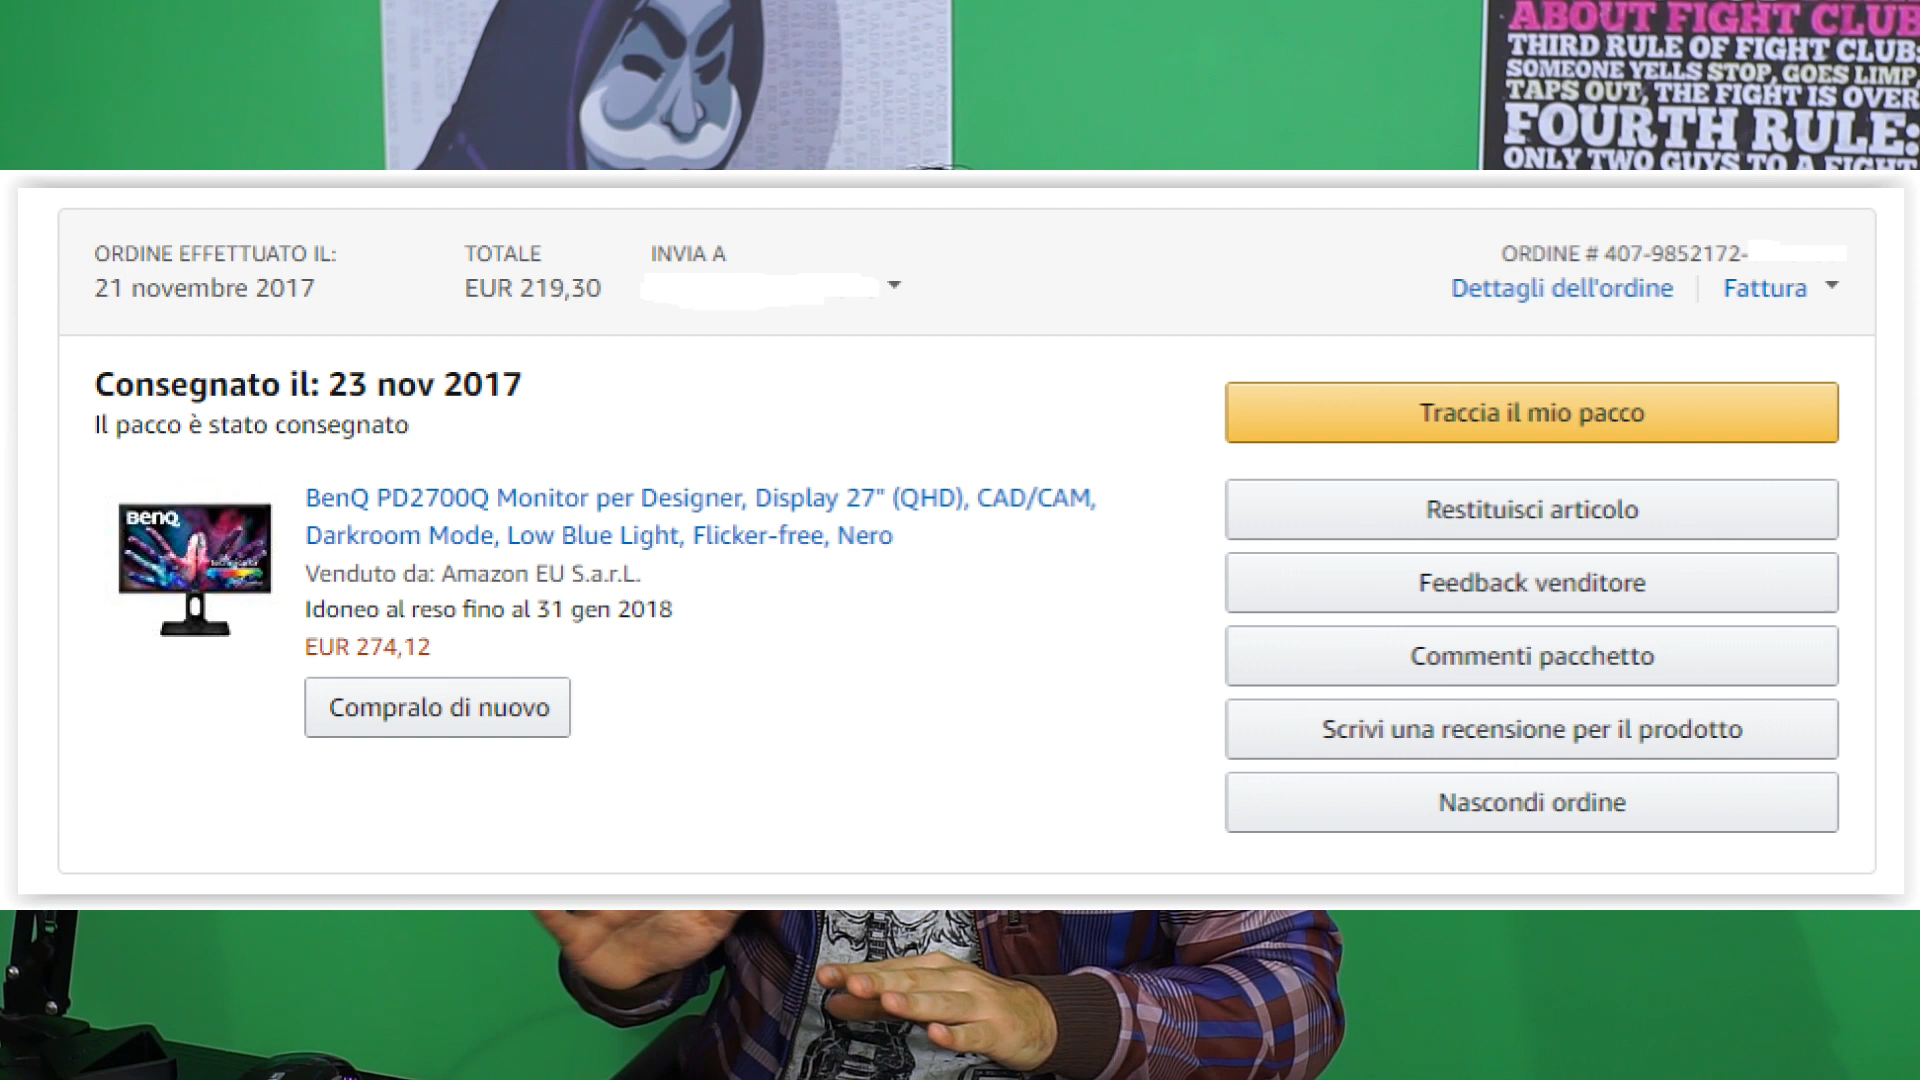 ABOUT FIGHT CLUB
THIRD RULE OF FIGHT CLUB:
SOMEONE YELLS STOP, GOES LIMP,
TAPS OUT, THE FIGHT IS OVER
FOURTH RULE:
ONLY TWO GUYS TO A FIGHT
ORDINE EFFETTUATO IL:
21 novembre 2017
TOTALE
EUR 219,30
INVIA A
ORDINE # 407-9852172-
Dettagli dell'ordine
Fattura
Consegnato il: 23 nov 2017
Il pacco è stato consegnato
BenQ
BenQ PD2700Q Monitor per Designer, Display 27" (QHD), CAD/CAM,
Darkroom Mode, Low Blue Light, Flicker-free, Nero
Venduto da: Amazon EU S.a.r.L.
Idoneo al reso fino al 31 gen 2018
EUR 274,12
Compralo di nuovo
Traccia il mio pacco
Restituisci articolo
Feedback venditore
Commenti pacchetto
Scrivi una recensione per il prodotto
Nascondi ordine